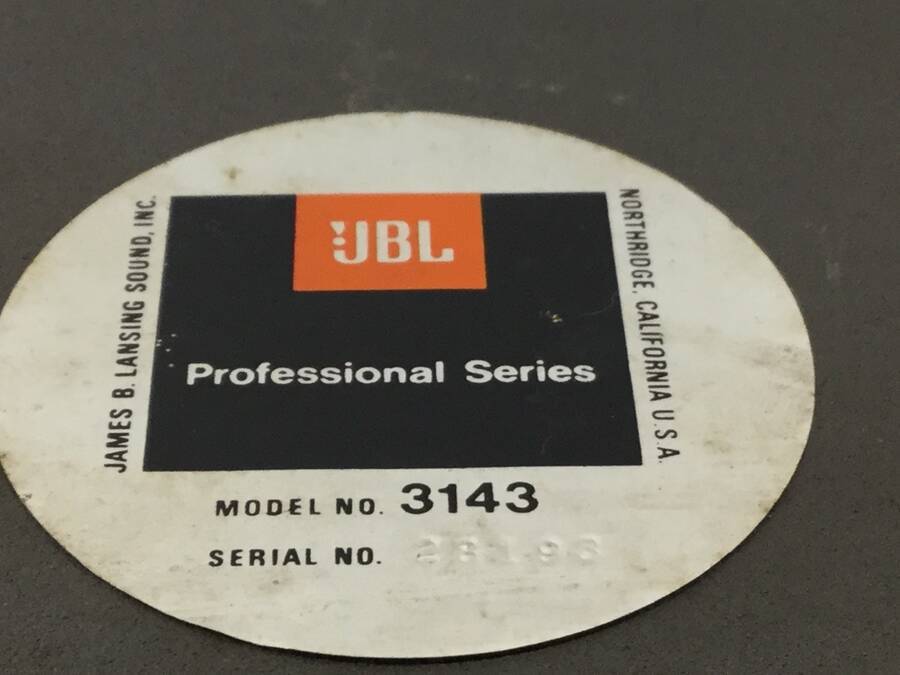 JBL
JAMES B. LANSING SOUND, INC.
NORTHRIDGE, CALIFORNIA U.S.A.
Professional Series
MODEL NO. 3143
SERIAL NO.